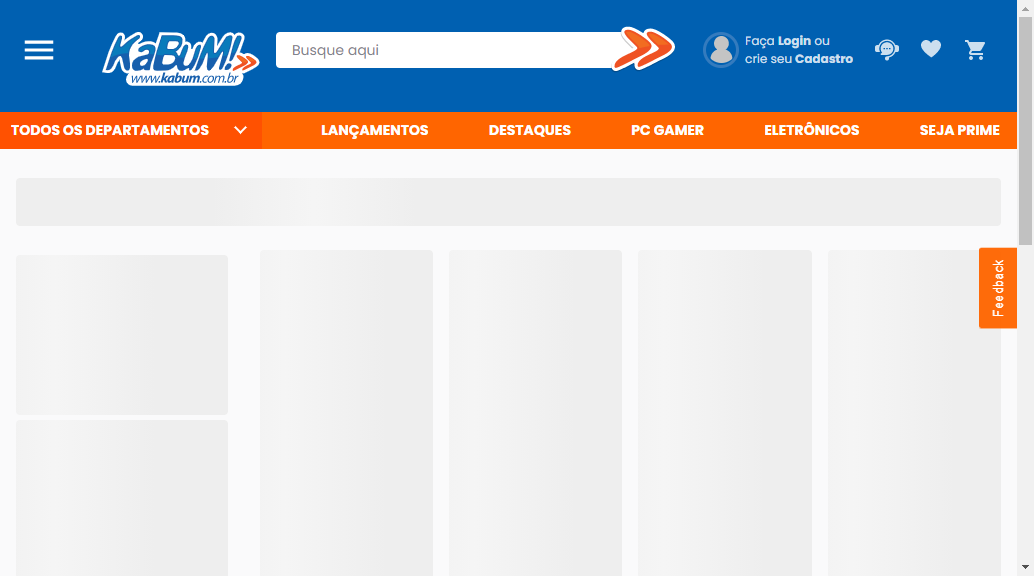 KaBuM!
www.kabum.com.br
Busque aqui
Faça Login ou
crie seu Cadastro
TODOS OS DEPARTAMENTOS
LANÇAMENTOS
DESTAQUES
PC GAMER
ELETRÔNICOS
SEJA PRIME
Feedback